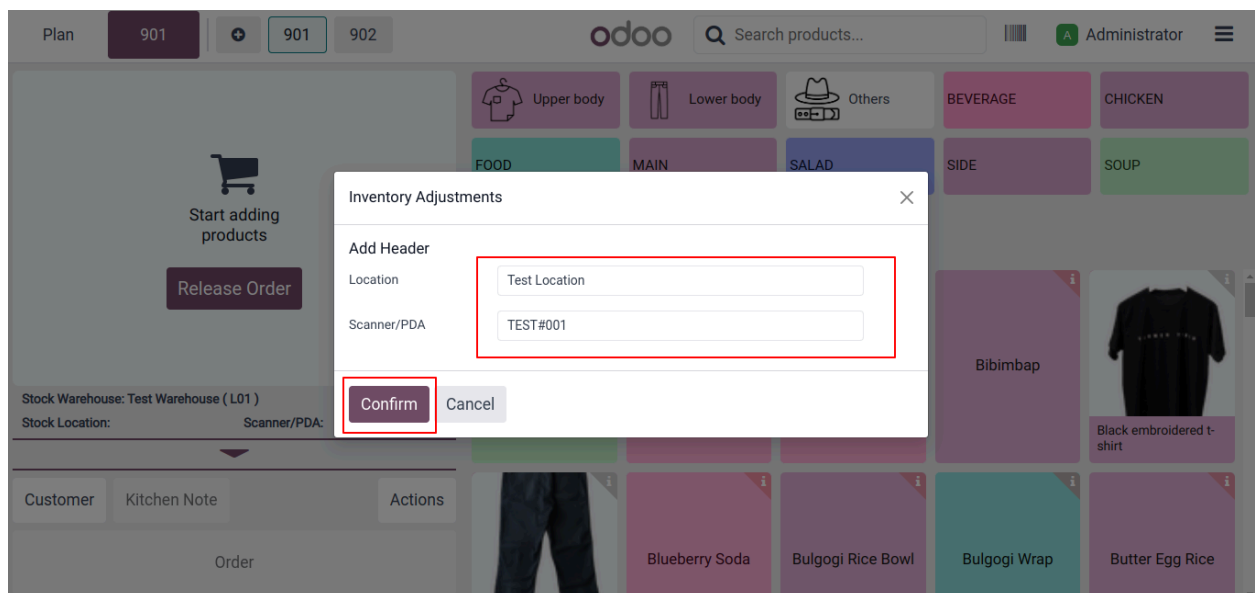 Plan
901
901
902
odoo
Search products...
A
Administrator
Upper body
Lower body
Others
BEVERAGE
CHICKEN
FOOD
MAIN
SALAD
SIDE
SOUP
Start adding
products
Release Order
Inventory Adjustments
Add Header
Location
Test Location
Scanner/PDA
TEST#001
Confirm
Cancel
Bibimbap
Black embroidered t-
shirt
Stock Warehouse: Test Warehouse ( L01 )
Stock Location:
Scanner/PDA:
Customer
Kitchen Note
Actions
Order
Blueberry Soda
Bulgogi Rice Bowl
Bulgogi Wrap
Butter Egg Rice